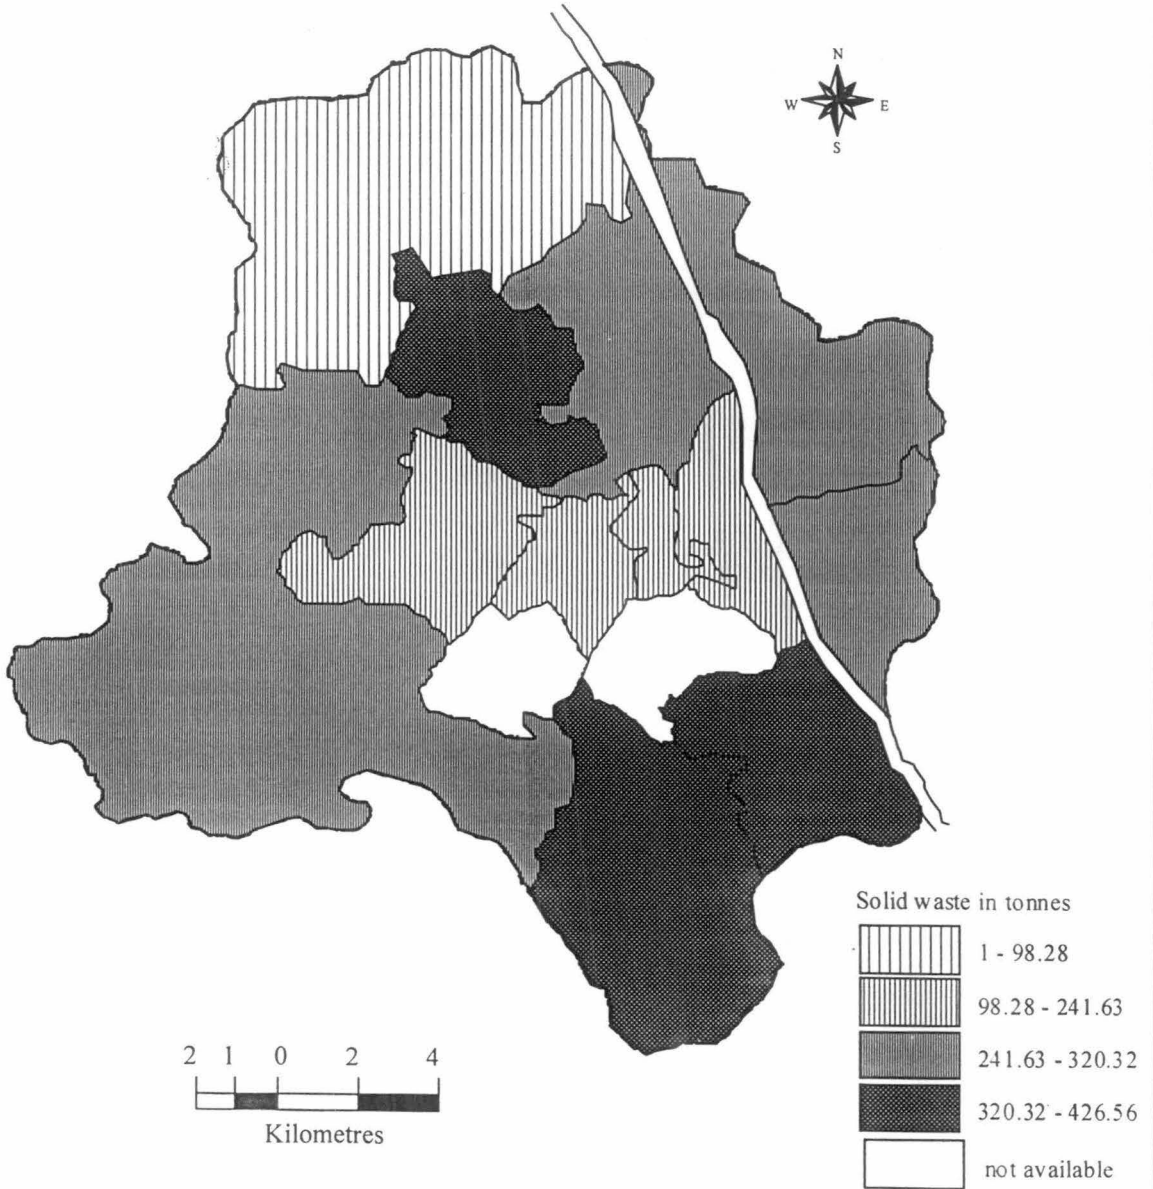 N
W E
S
Solid waste in tonnes
1 - 98.28
98.28 - 241.63
241.63 - 320.32
320.32 - 426.56
not available
2 1 0 2 4
Kilometres